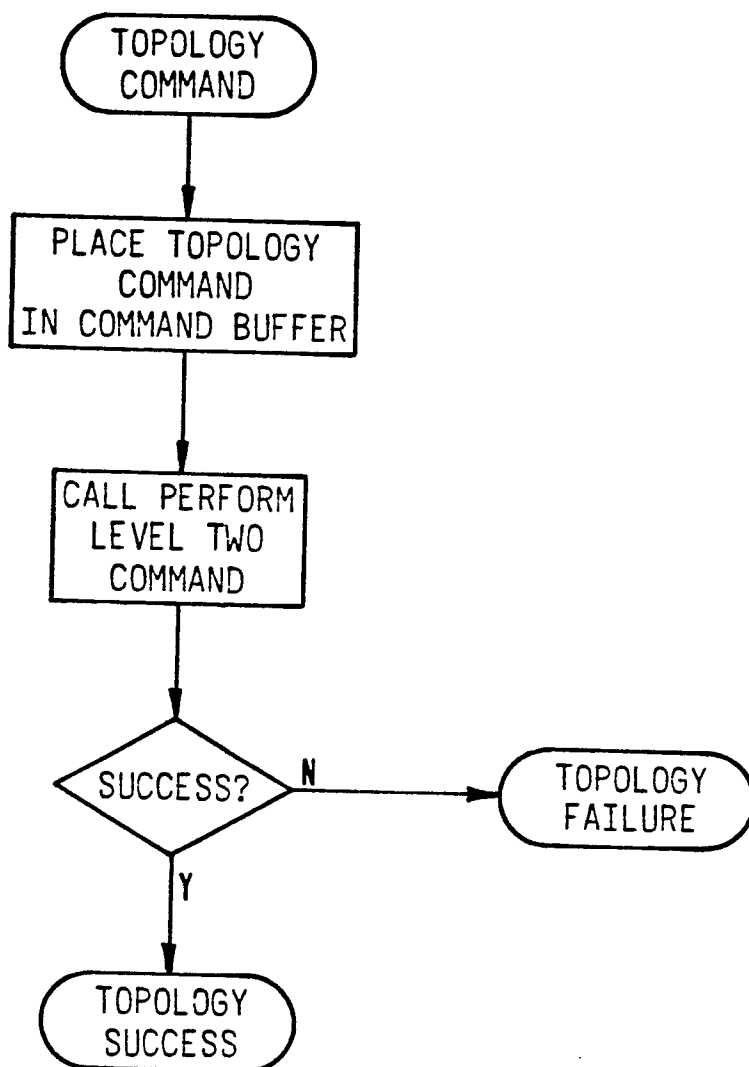 TOPOLOGY
COMMAND
PLACE TOPOLOGY
COMMAND
IN COMMAND BUFFER
CALL PERFORM
LEVEL TWO
COMMAND
SUCCESS?
N
TOPOLOGY
FAILURE
Y
TOPOLOGY
SUCCESS